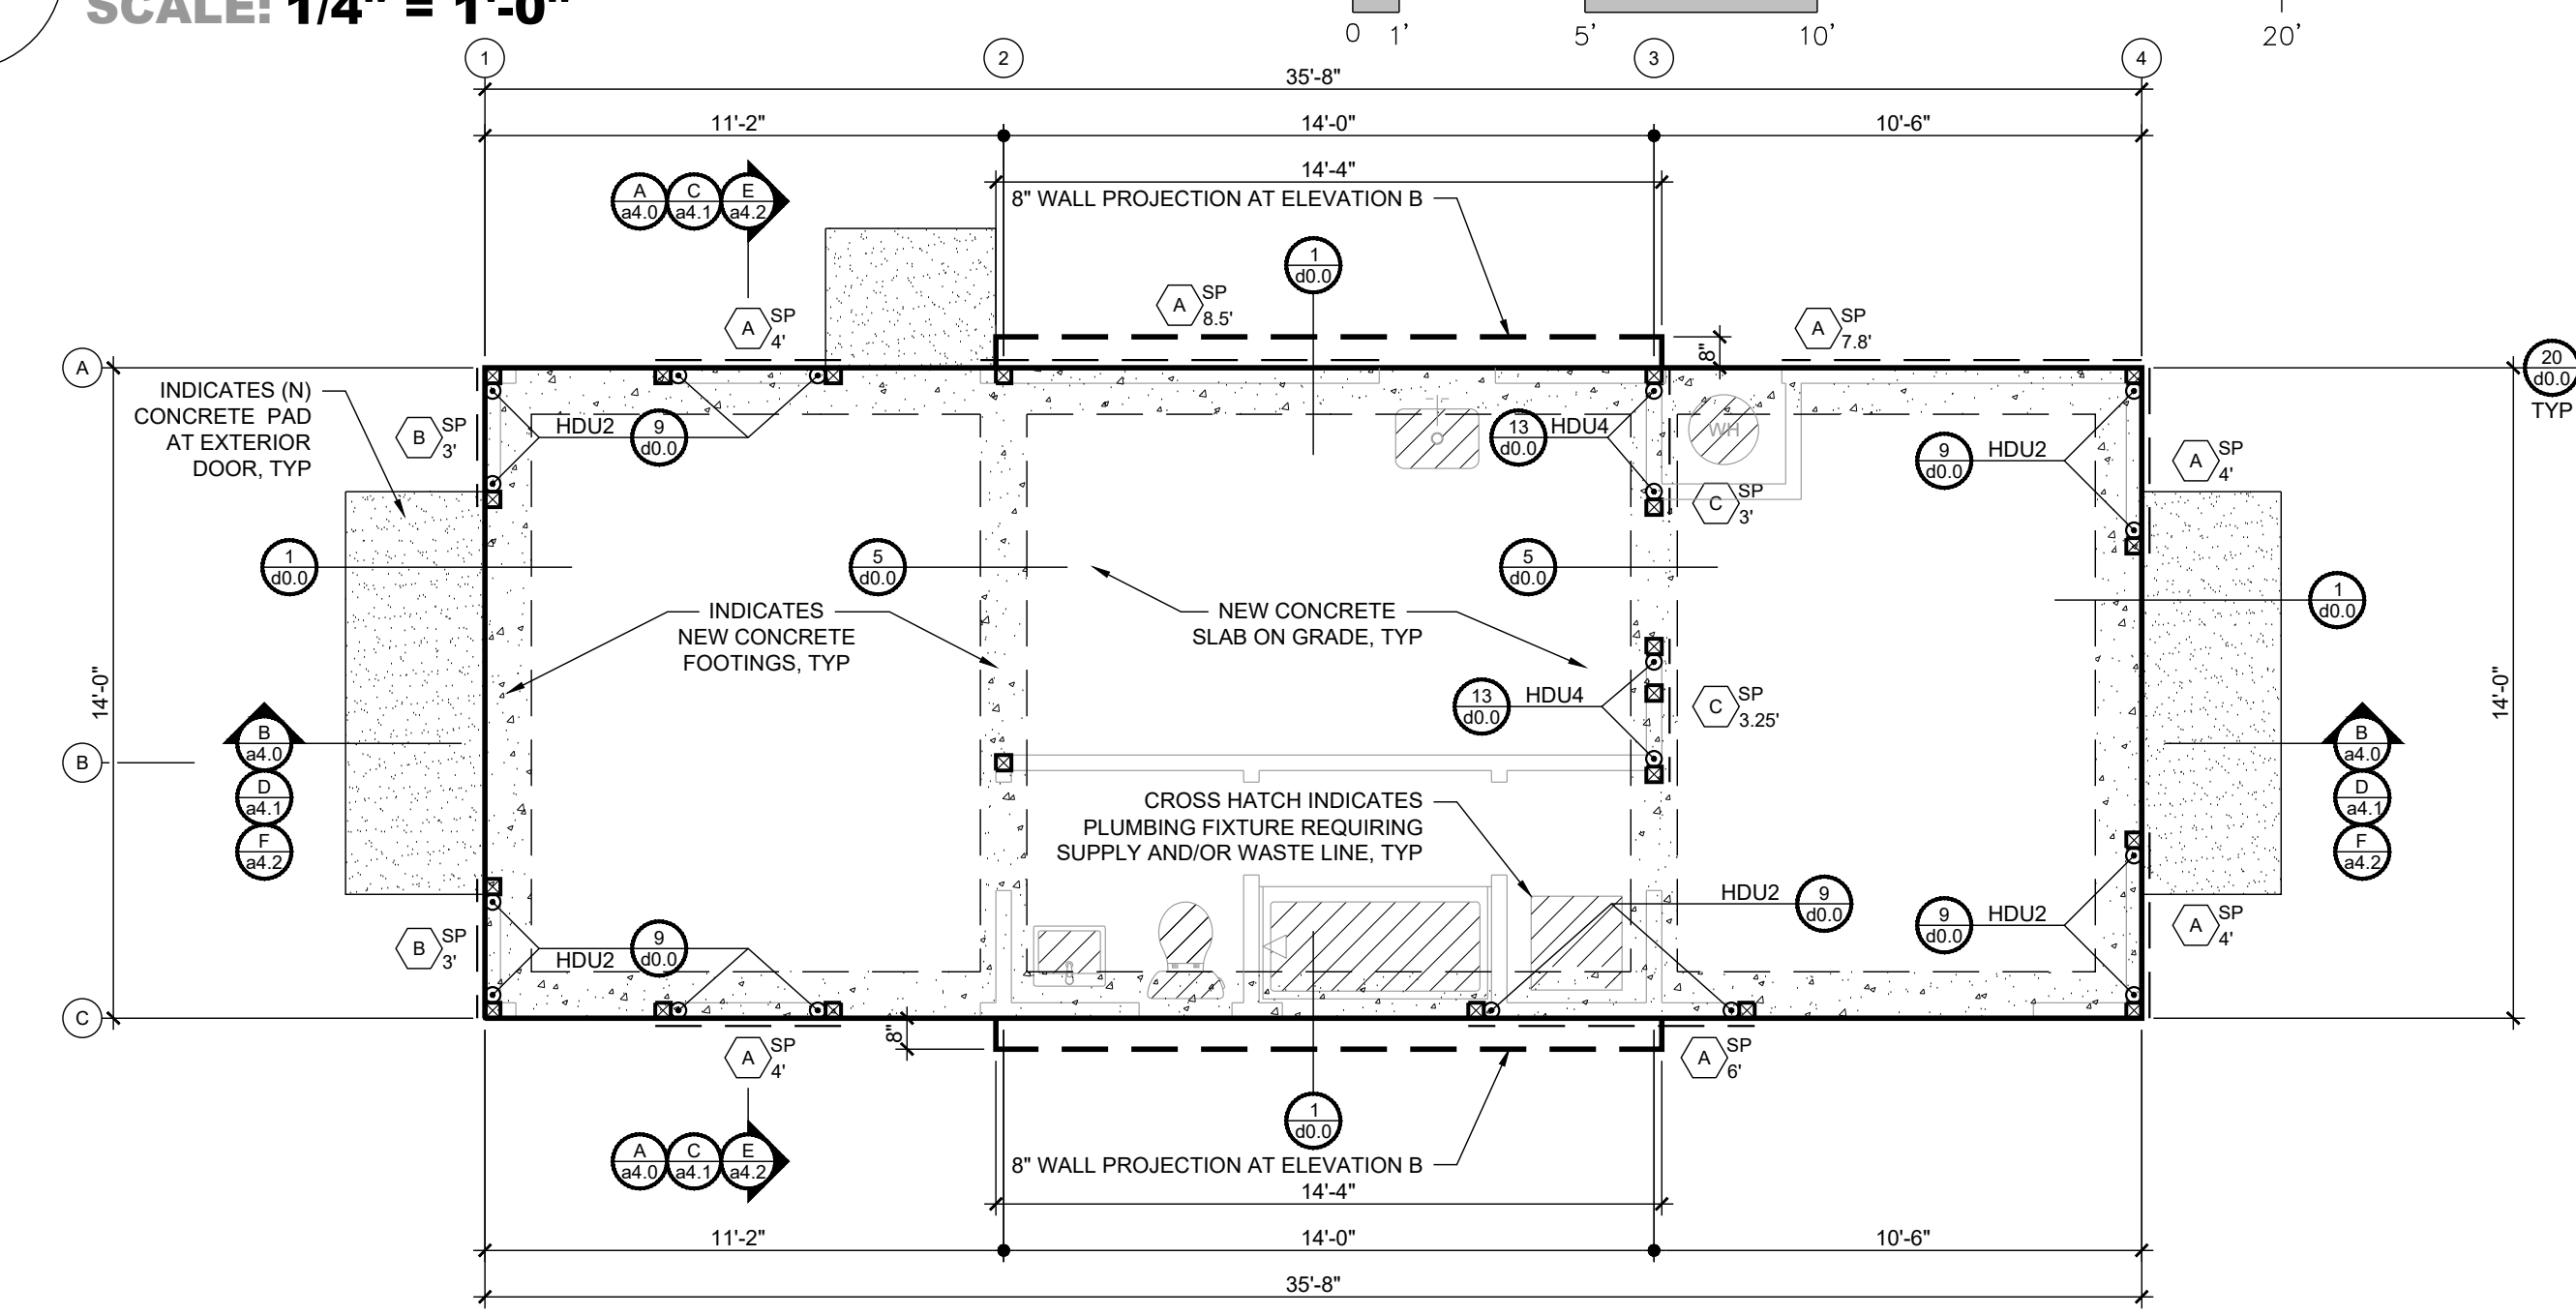 SCALE: 1/4" = 1'-0"
0 1' 5' 10' 20'
1 2 3 4
35'-8"
11'-2" 14'-0" 10'-6"
14'-4"
8" WALL PROJECTION AT ELEVATION B
A a4.0 C a4.1 E a4.2
1 d0.0
A SP 4'
A SP 8.5'
A SP 7.8'
8"
A
20 d0.0 TYP
INDICATES (N)
CONCRETE PAD
AT EXTERIOR
DOOR, TYP
B SP 3'
HDU2 9 d0.0
13 d0.0 HDU4
WH
9 d0.0 HDU2
A SP 4'
C SP 3'
1 d0.0
5 d0.0
5 d0.0
1 d0.0
INDICATES
NEW CONCRETE
FOOTINGS, TYP
NEW CONCRETE
SLAB ON GRADE, TYP
14'-0"
13 d0.0 HDU4
C SP 3.25'
14'-0"
B
B a4.0
D a4.1
F a4.2
B a4.0
D a4.1
F a4.2
CROSS HATCH INDICATES
PLUMBING FIXTURE REQUIRING
SUPPLY AND/OR WASTE LINE, TYP
HDU2 9 d0.0
9 d0.0 HDU2
A SP 4'
B SP 3'
HDU2 9 d0.0
C
8"
A SP 4'
A SP 6'
1 d0.0
A a4.0 C a4.1 E a4.2
8" WALL PROJECTION AT ELEVATION B
14'-4"
11'-2" 14'-0" 10'-6"
35'-8"